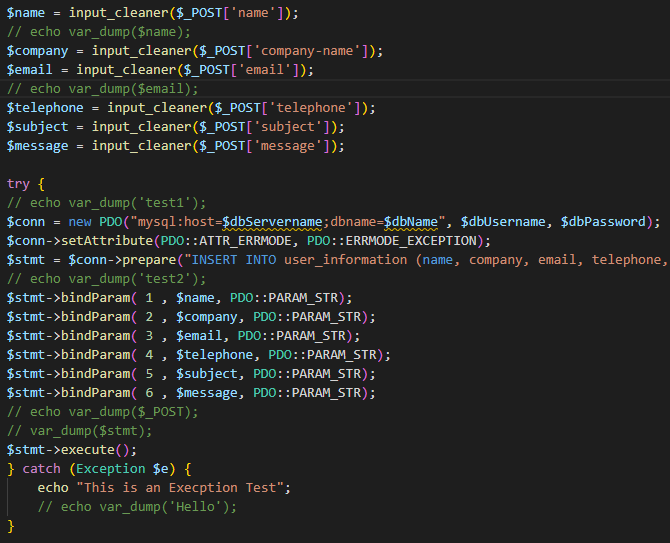 $name = input_cleaner($_POST['name']);
// echo var_dump($name);
$company = input_cleaner($_POST['company-name']);
$email = input_cleaner($_POST['email']);
// echo var_dump($email);
$telephone = input_cleaner($_POST['telephone']);
$subject = input_cleaner($_POST['subject']);
$message = input_cleaner($_POST['message']);
try {
// echo var_dump('test1');
$conn = new PDO("mysql:host=$dbServername;dbname=$dbName", $dbUsername, $dbPassword);
$conn->setAttribute(PDO::ATTR_ERRMODE, PDO::ERRMODE_EXCEPTION);
$stmt = $conn->prepare("INSERT INTO user_information (name, company, email, telephone,
// echo var_dump('test2');
$stmt->bindParam( 1 , $name, PDO::PARAM_STR);
$stmt->bindParam( 2 , $company, PDO::PARAM_STR);
$stmt->bindParam( 3 , $email, PDO::PARAM_STR);
$stmt->bindParam( 4 , $telephone, PDO::PARAM_STR);
$stmt->bindParam( 5 , $subject, PDO::PARAM_STR);
$stmt->bindParam( 6 , $message, PDO::PARAM_STR);
// echo var_dump($_POST);
// var_dump($stmt);
$stmt->execute();
} catch (Exception $e) {
    echo "This is an Execption Test";
    // echo var_dump('Hello');
}